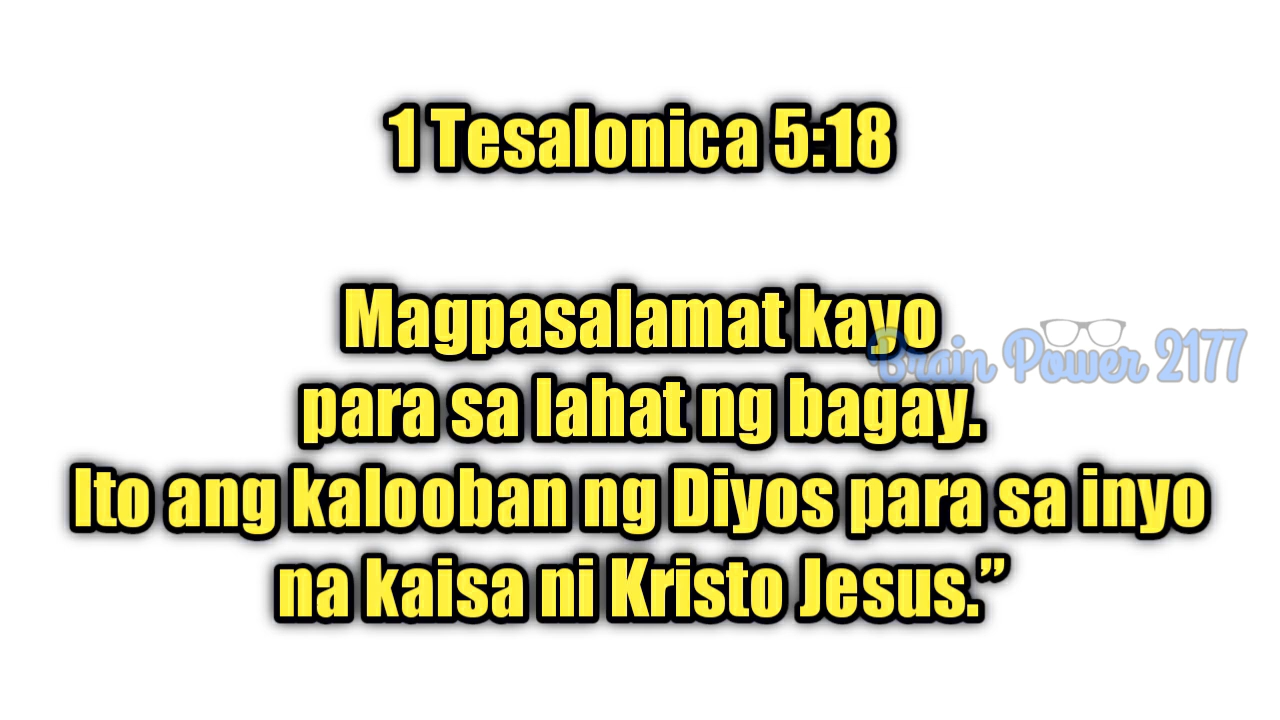 1 Tesalonica 5:18
Magpasalamat kayo
Brain Power 2177
para sa lahat ng bagay.
Ito ang kalooban ng Diyos para sa inyo
na kaisa ni Kristo Jesus.”